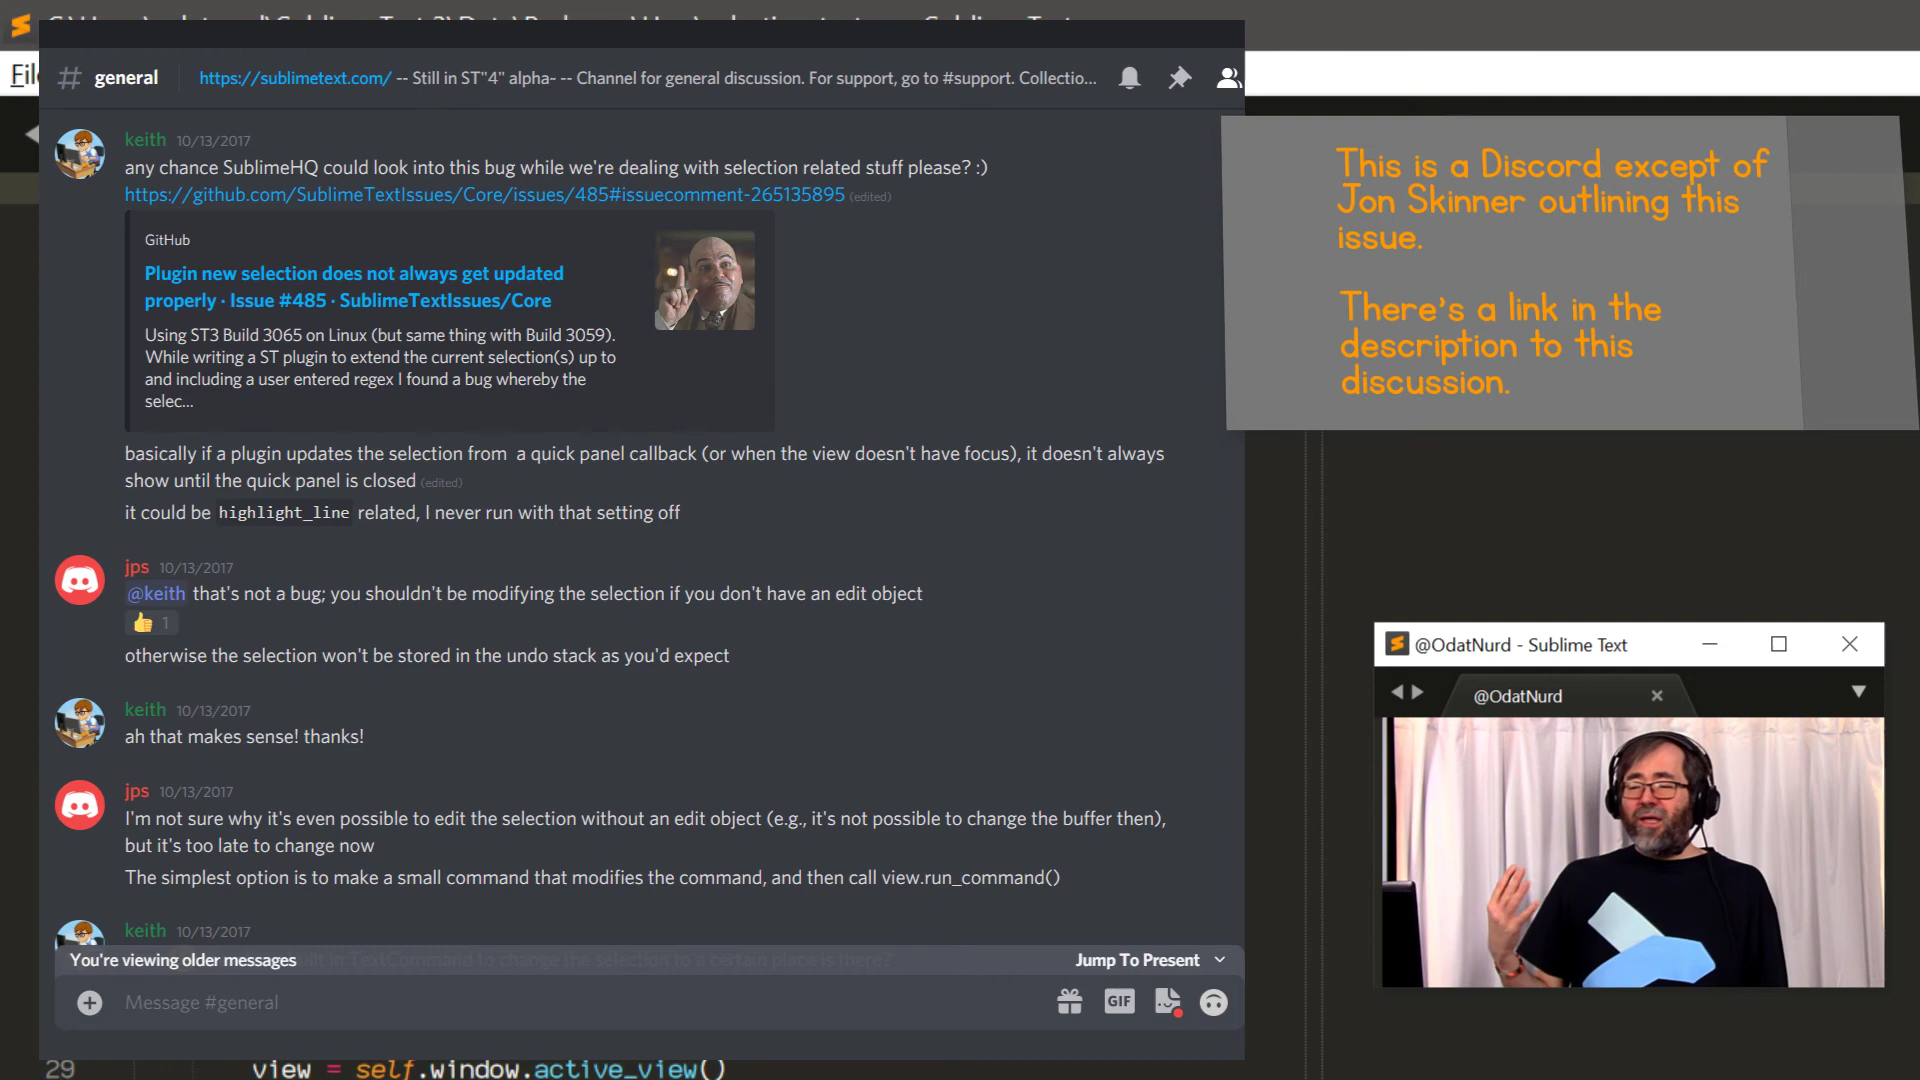 File
# general
https://sublimetext.com/ -- Still in ST"4" alpha~ -- Channel for general discussion. For support, go to #support. Collectio...
keith 10/13/2017
any chance SublimeHQ could look into this bug while we're dealing with selection related stuff please? :)
https://github.com/SublimeTextIssues/Core/issues/485#issuecomment-265135895 (edited)
GitHub
Plugin new selection does not always get updated
properly · Issue #485 · SublimeTextIssues/Core
Using ST3 Build 3065 on Linux (but same thing with Build 3059).
While writing a ST plugin to extend the current selection(s) up to
and including a user entered regex I found a bug whereby the
selec...
basically if a plugin updates the selection from a quick panel callback (or when the view doesn't have focus), it doesn't always
show until the quick panel is closed (edited)
it could be highlight_line related, I never run with that setting off
jps 10/13/2017
@keith that's not a bug; you shouldn't be modifying the selection if you don't have an edit object
👍 1
otherwise the selection won't be stored in the undo stack as you'd expect
keith 10/13/2017
ah that makes sense! thanks!
jps 10/13/2017
I'm not sure why it's even possible to edit the selection without an edit object (e.g., it's not possible to change the buffer then),
but it's too late to change now
The simplest option is to make a small command that modifies the command, and then call view.run_command()
keith 10/13/2017
in TextCommand to change the selection to a certain place is there?
You're viewing older messages
Jump To Present
Message #general
GIF
29 view = self.window.active_view()
This is a Discord except of
Jon Skinner outlining this
issue.
There's a link in the
description to this
discussion.
@OdatNurd - Sublime Text
@OdatNurd